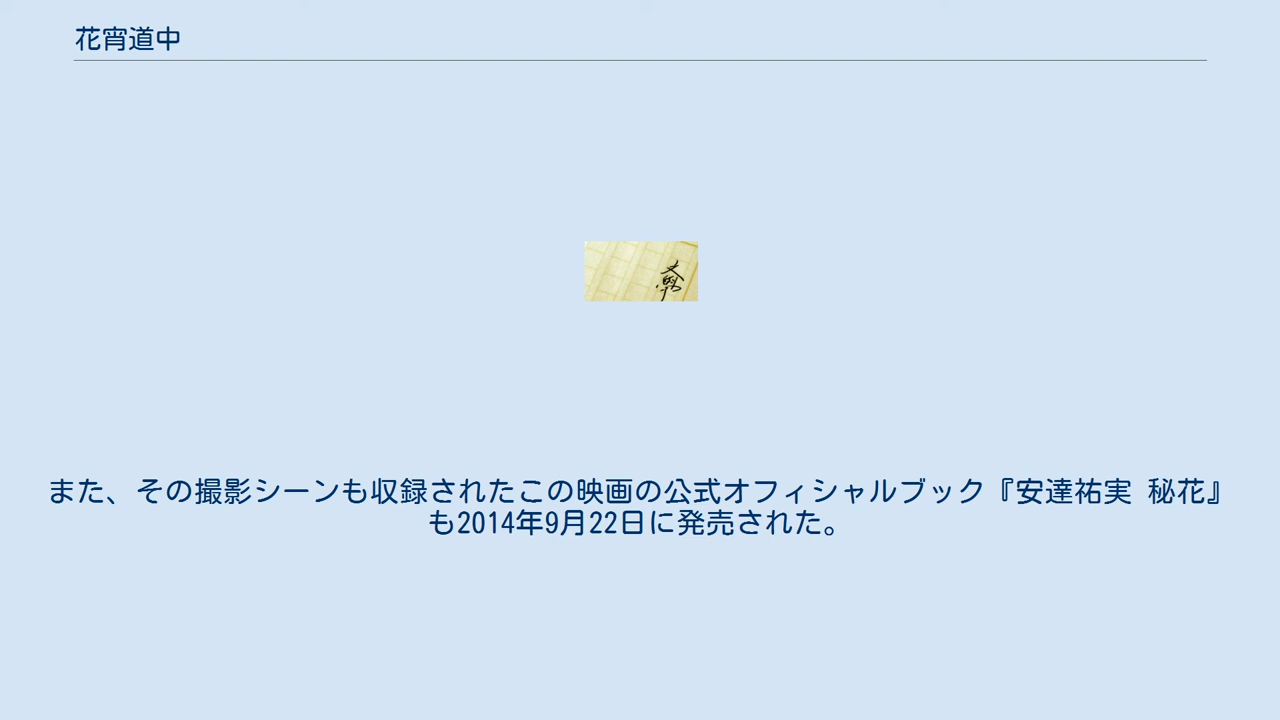 花宵道中
また、その撮影シーンも収録されたこの映画の公式オフィシャルブック『安達祐実 秘花』
も2014年9月22日に発売された。